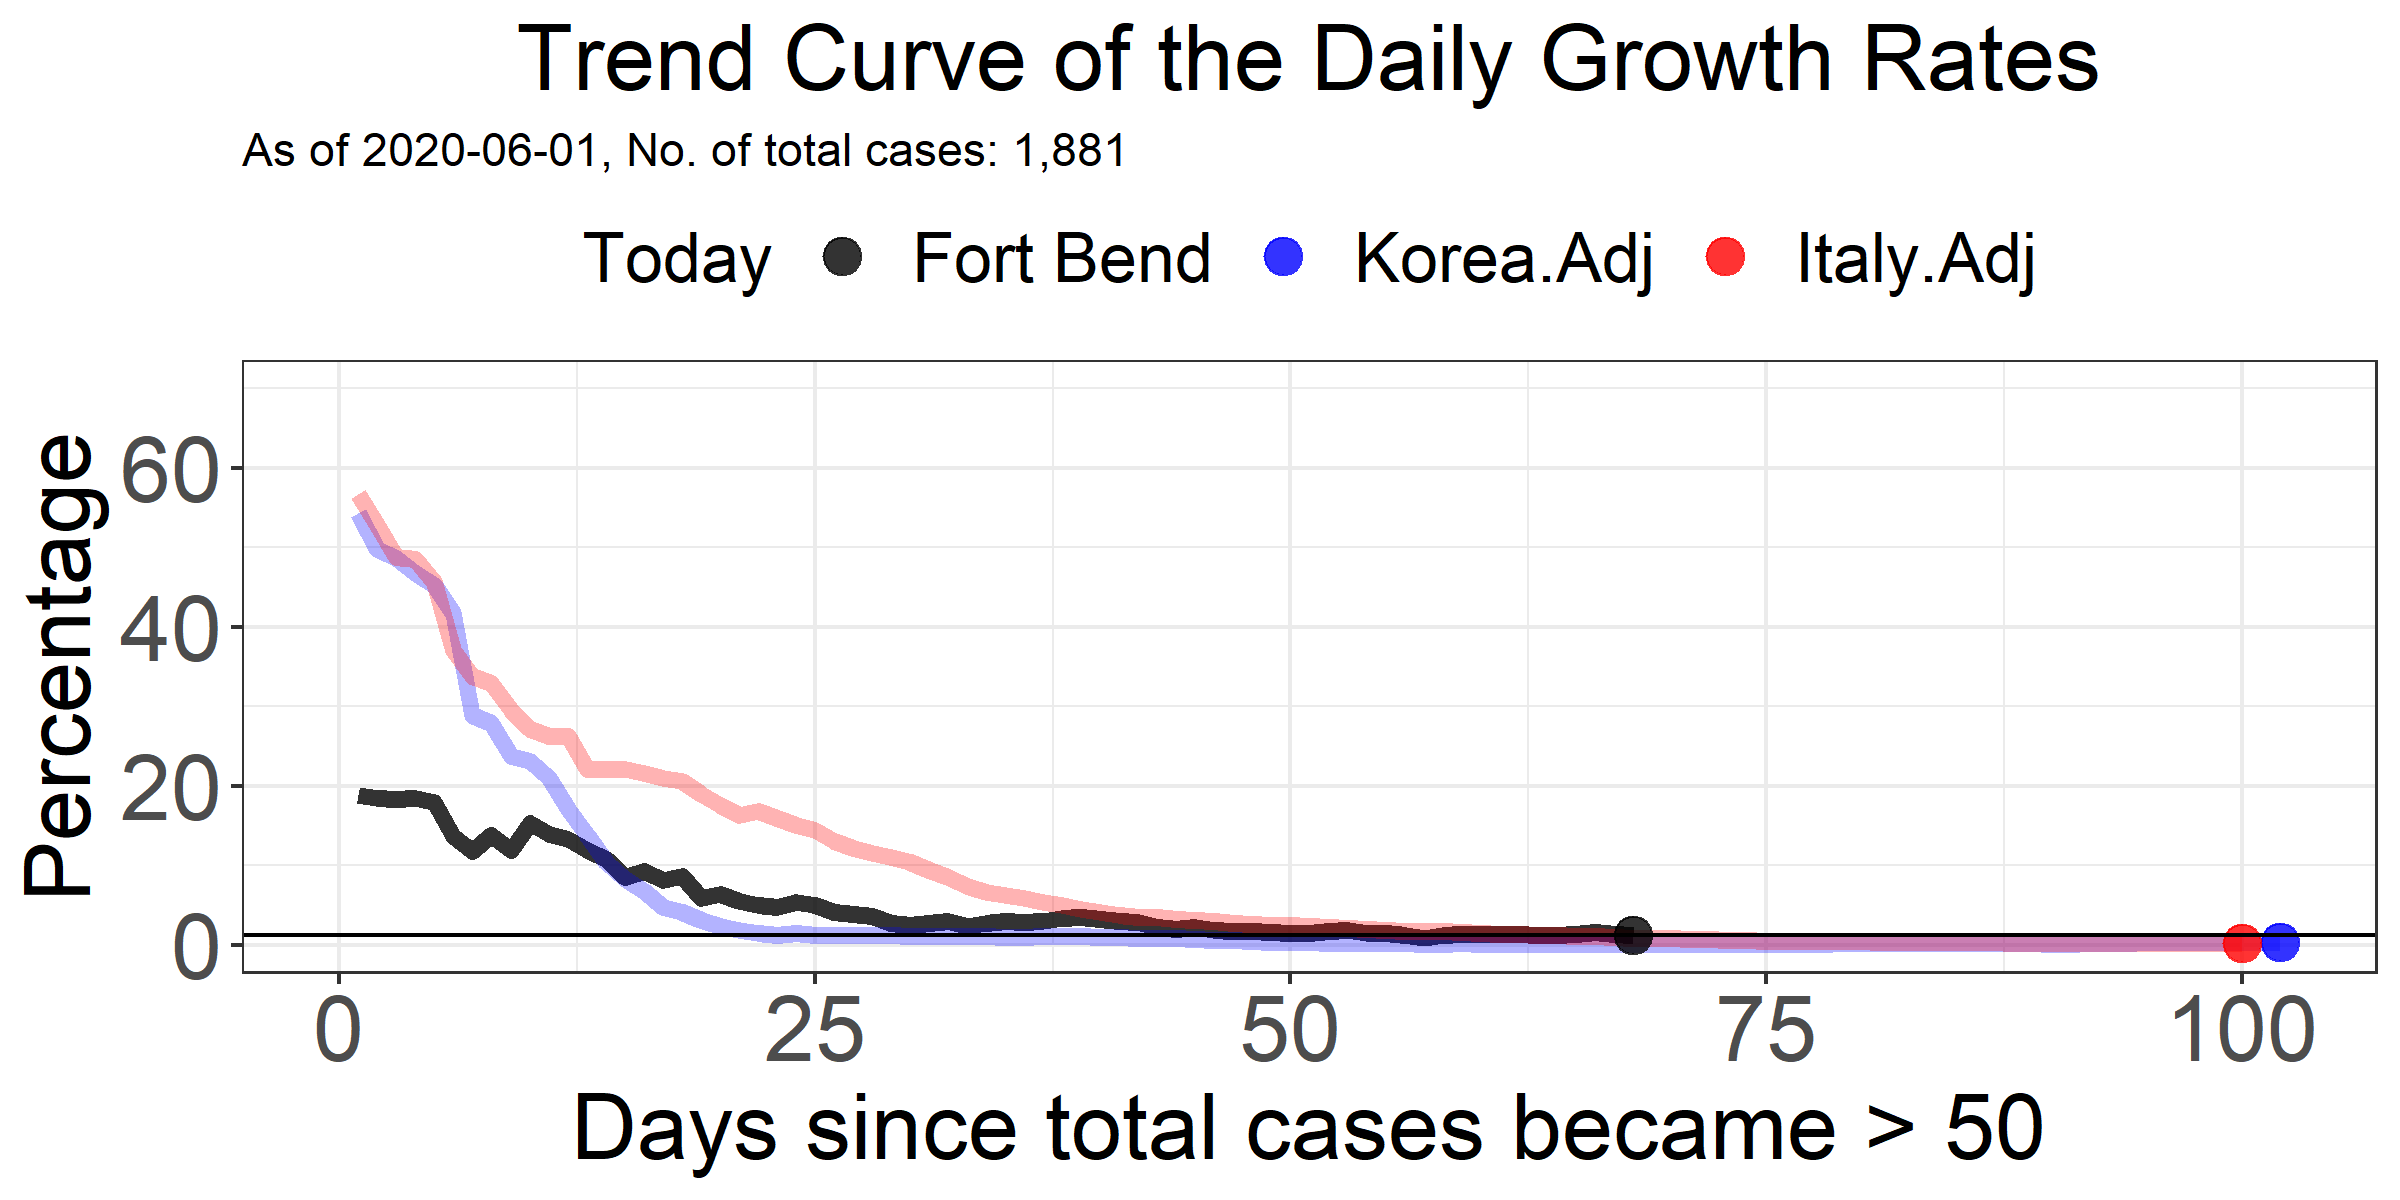 Trend Curve of the Daily Growth Rates
As of 2020-06-01, No. of total cases: 1,881
Today Fort Bend Korea.Adj Italy.Adj
Percentage
60
40
20
0
0 25 50 75 100
Days since total cases became > 50